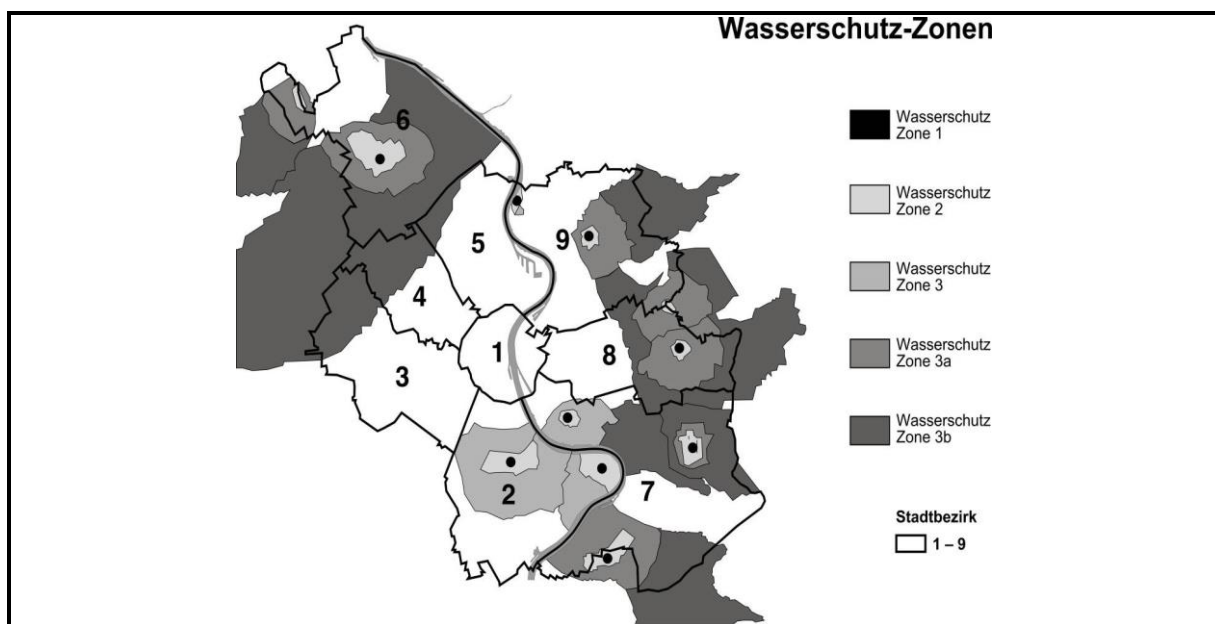 Wasserschutz-Zonen
Wasserschutz
Zone 1
Wasserschutz
Zone 2
Wasserschutz
Zone 3
Wasserschutz
Zone 3a
Wasserschutz
Zone 3b
Stadtbezirk
1 – 9
6
5
9
4
1
8
3
2
7